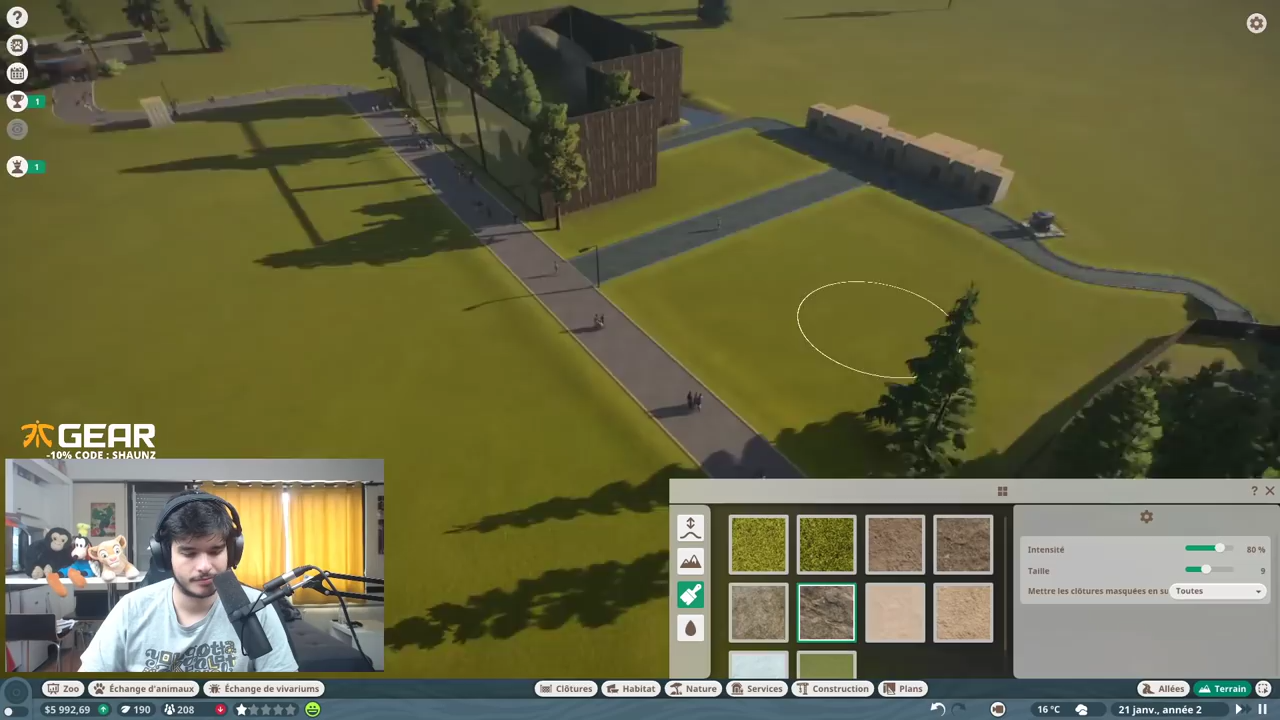 ?
1
1
GEAR
-10% CODE : SHAUNZ
? ×
Intensité 80 %
Taille 9
Mettre les clôtures masquées en su Toutes
Zoo Échange d'animaux Échange de vivariums Clôtures Habitat Nature Services Construction Plans Allées Terrain
$5 992,69 190 208 16 °C 21 janv., année 2